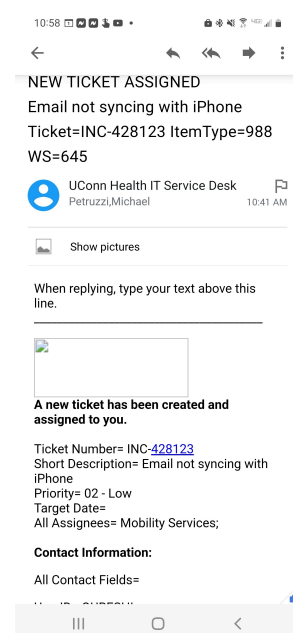 10:58
NEW TICKET ASSIGNED
Email not syncing with iPhone
Ticket=INC-428123 ItemType=988
WS=645
UConn Health IT Service Desk
Petruzzi,Michael
10:41 AM
Show pictures
When replying, type your text above this
line.
A new ticket has been created and
assigned to you.
Ticket Number= INC-428123
Short Description= Email not syncing with
iPhone
Priority= 02 - Low
Target Date=
All Assignees= Mobility Services;
Contact Information:
All Contact Fields=